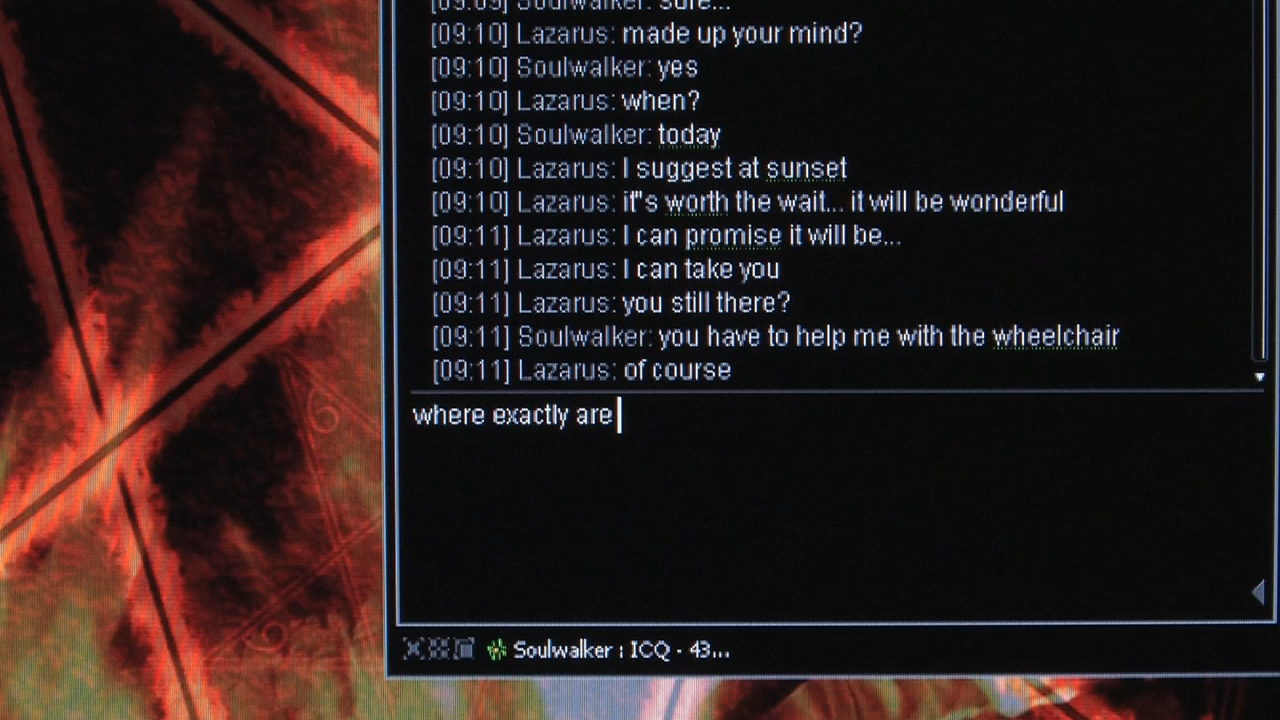 [09:09] Soulwalker: sure...
[09:10] Lazarus: made up your mind?
[09:10] Soulwalker: yes
[09:10] Lazarus: when?
[09:10] Soulwalker: today
[09:10] Lazarus: I suggest at sunset
[09:10] Lazarus: it"s worth the wait... it will be wonderful
[09:11] Lazarus: I can promise it will be...
[09:11] Lazarus: I can take you
[09:11] Lazarus: you still there?
[09:11] Soulwalker: you have to help me with the wheelchair
[09:11] Lazarus: of course
where exactly are
Soulwalker : ICQ - 43...